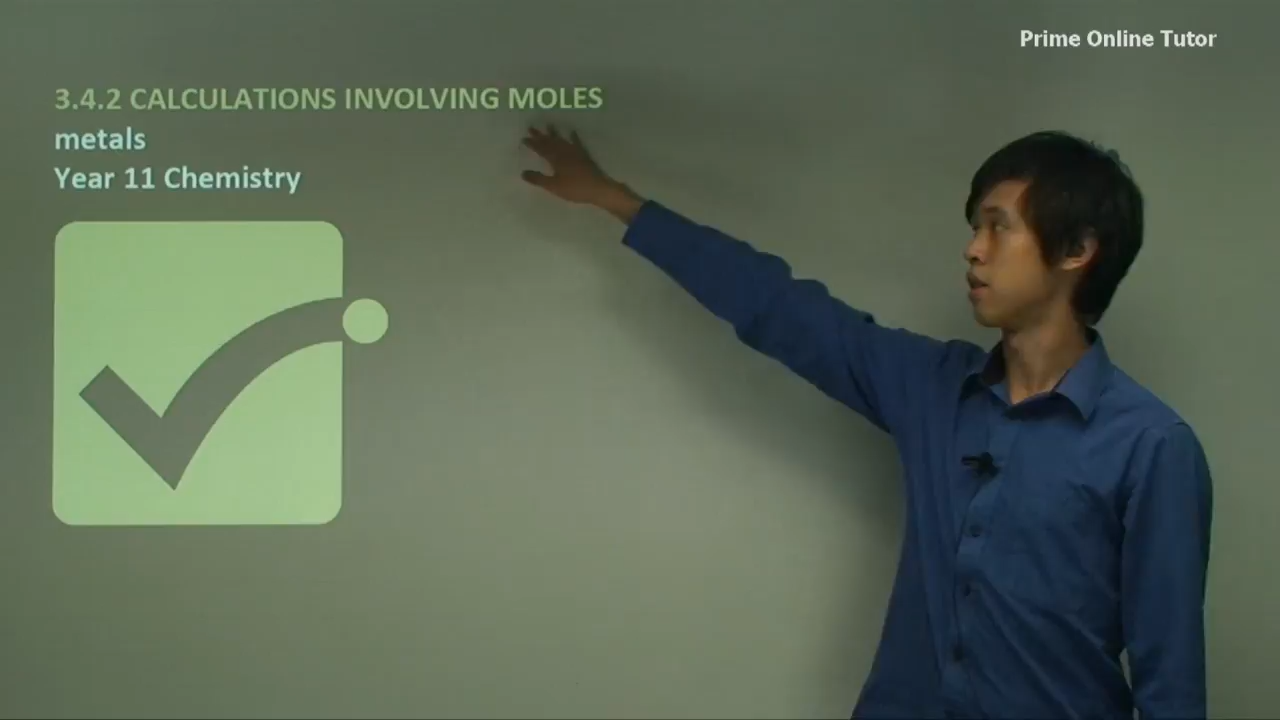 Prime Online Tutor
3.4.2 CALCULATIONS INVOLVING MOLES
metals
Year 11 Chemistry